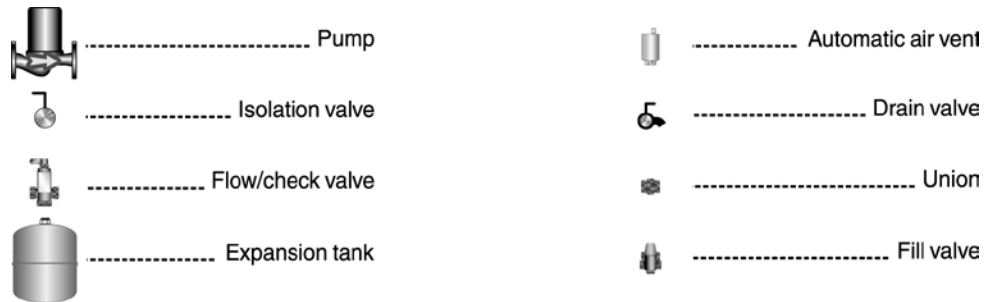 Pump
Isolation valve
Flow/check valve
Expansion tank
Automatic air vent
Drain valve
Union
Fill valve